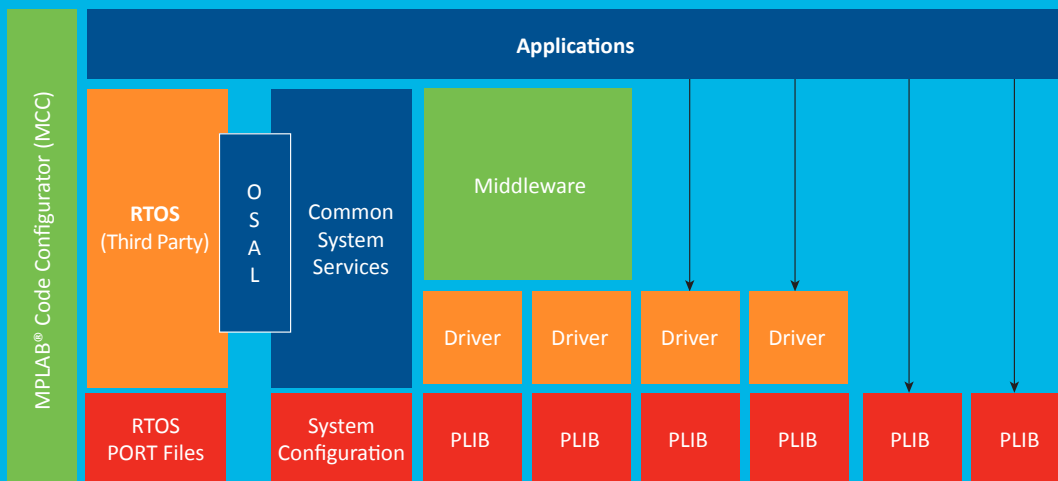 MPLAB® Code Configurator (MCC)
Applications
RTOS
(Third Party)
O
S
A
L
Common
System
Services
Middleware
Driver
Driver
Driver
Driver
RTOS
PORT Files
System
Configuration
PLIB
PLIB
PLIB
PLIB
PLIB
PLIB